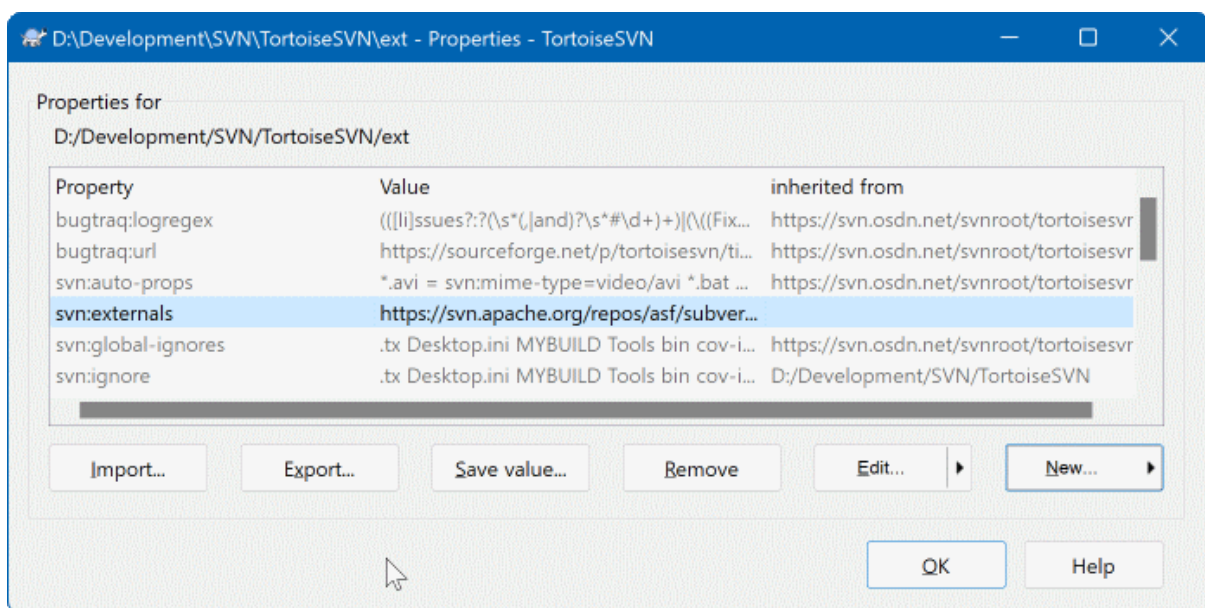 D:\Development\SVN\TortoiseSVN\ext - Properties - TortoiseSVN
Properties for
D:/Development/SVN/TortoiseSVN/ext
Property Value inherited from
bugtraq:logregex (([Ii]ssues?:?(\s*(,|and)?\s*#\d+)+)|(\((Fix... https://svn.osdn.net/svnroot/tortoisesvn
bugtraq:url https://sourceforge.net/p/tortoisesvn/ti... https://svn.osdn.net/svnroot/tortoisesvn
svn:auto-props *.avi = svn:mime-type=video/avi *.bat ... https://svn.osdn.net/svnroot/tortoisesvn
svn:externals https://svn.apache.org/repos/asf/subver...
svn:global-ignores .tx Desktop.ini MYBUILD Tools bin cov-i... https://svn.osdn.net/svnroot/tortoisesvn
svn:ignore .tx Desktop.ini MYBUILD Tools bin cov-i... D:/Development/SVN/TortoiseSVN
Import... Export... Save value... Remove Edit... New...
OK Help